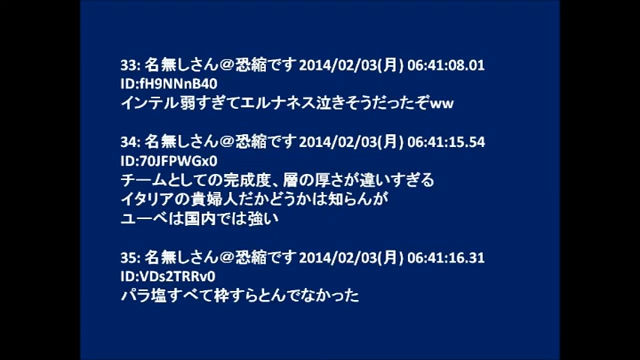 33: 名無しさん＠恐縮です 2014/02/03(月) 06:41:08.01
ID:fH9NNnB40
インテル弱すぎてエルナネス泣きそうだったぞww
34: 名無しさん＠恐縮です 2014/02/03(月) 06:41:15.54
ID:70JFPWGx0
チームとしての完成度、層の厚さが違いすぎる
イタリアの貴婦人だかどうかは知らんが
ユーベは国内では強い
35: 名無しさん＠恐縮です 2014/02/03(月) 06:41:16.31
ID:VDs2TRRv0
パラ塩すべて枠すらとんでなかった